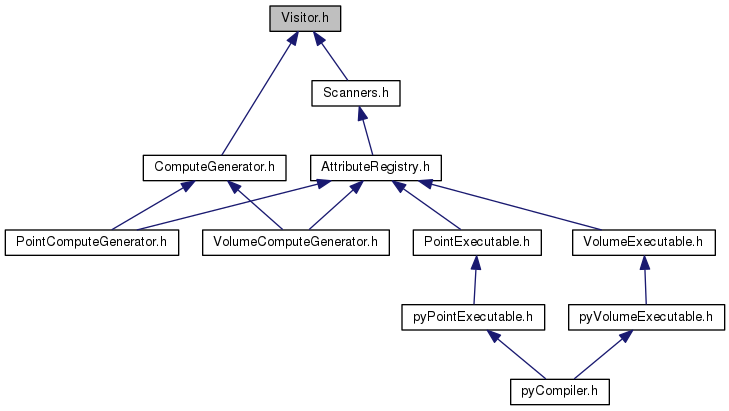 Visitor.h
Scanners.h
ComputeGenerator.h
AttributeRegistry.h
PointComputeGenerator.h
VolumeComputeGenerator.h
PointExecutable.h
VolumeExecutable.h
pyPointExecutable.h
pyVolumeExecutable.h
pyCompiler.h